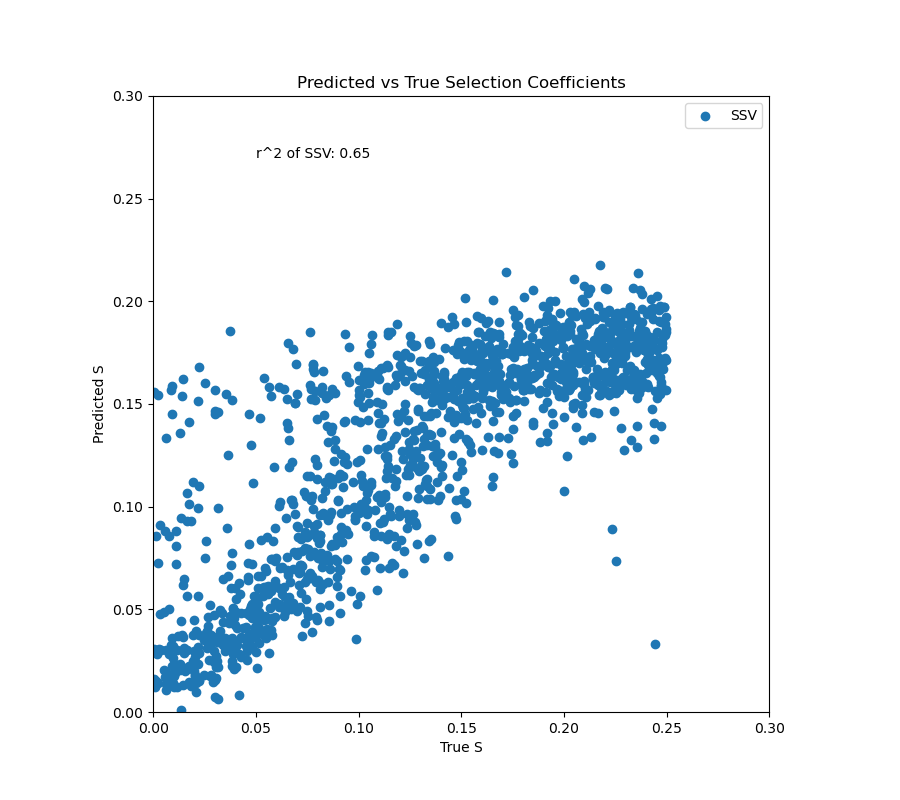 Predicted vs True Selection Coefficients
0.30
SSV
r^2 of SSV: 0.65
0.25
0.20
0.15
Predicted S
0.10
0.05
0.00
0.00 0.05 0.10 0.15 0.20 0.25 0.30
True S